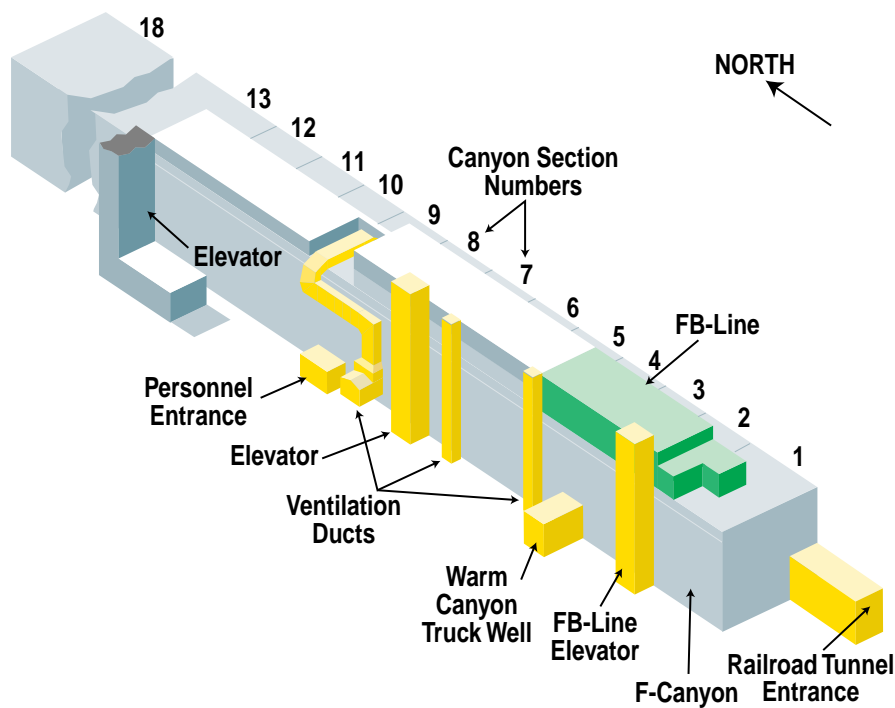 18
13
12
11
10
9
8
7
6
5
4
3
2
1
NORTH
Canyon Section
Numbers
Elevator
FB-Line
Personnel
Entrance
Elevator
Ventilation
Ducts
Warm
Canyon
Truck Well
FB-Line
Elevator
F-Canyon
Railroad Tunnel
Entrance